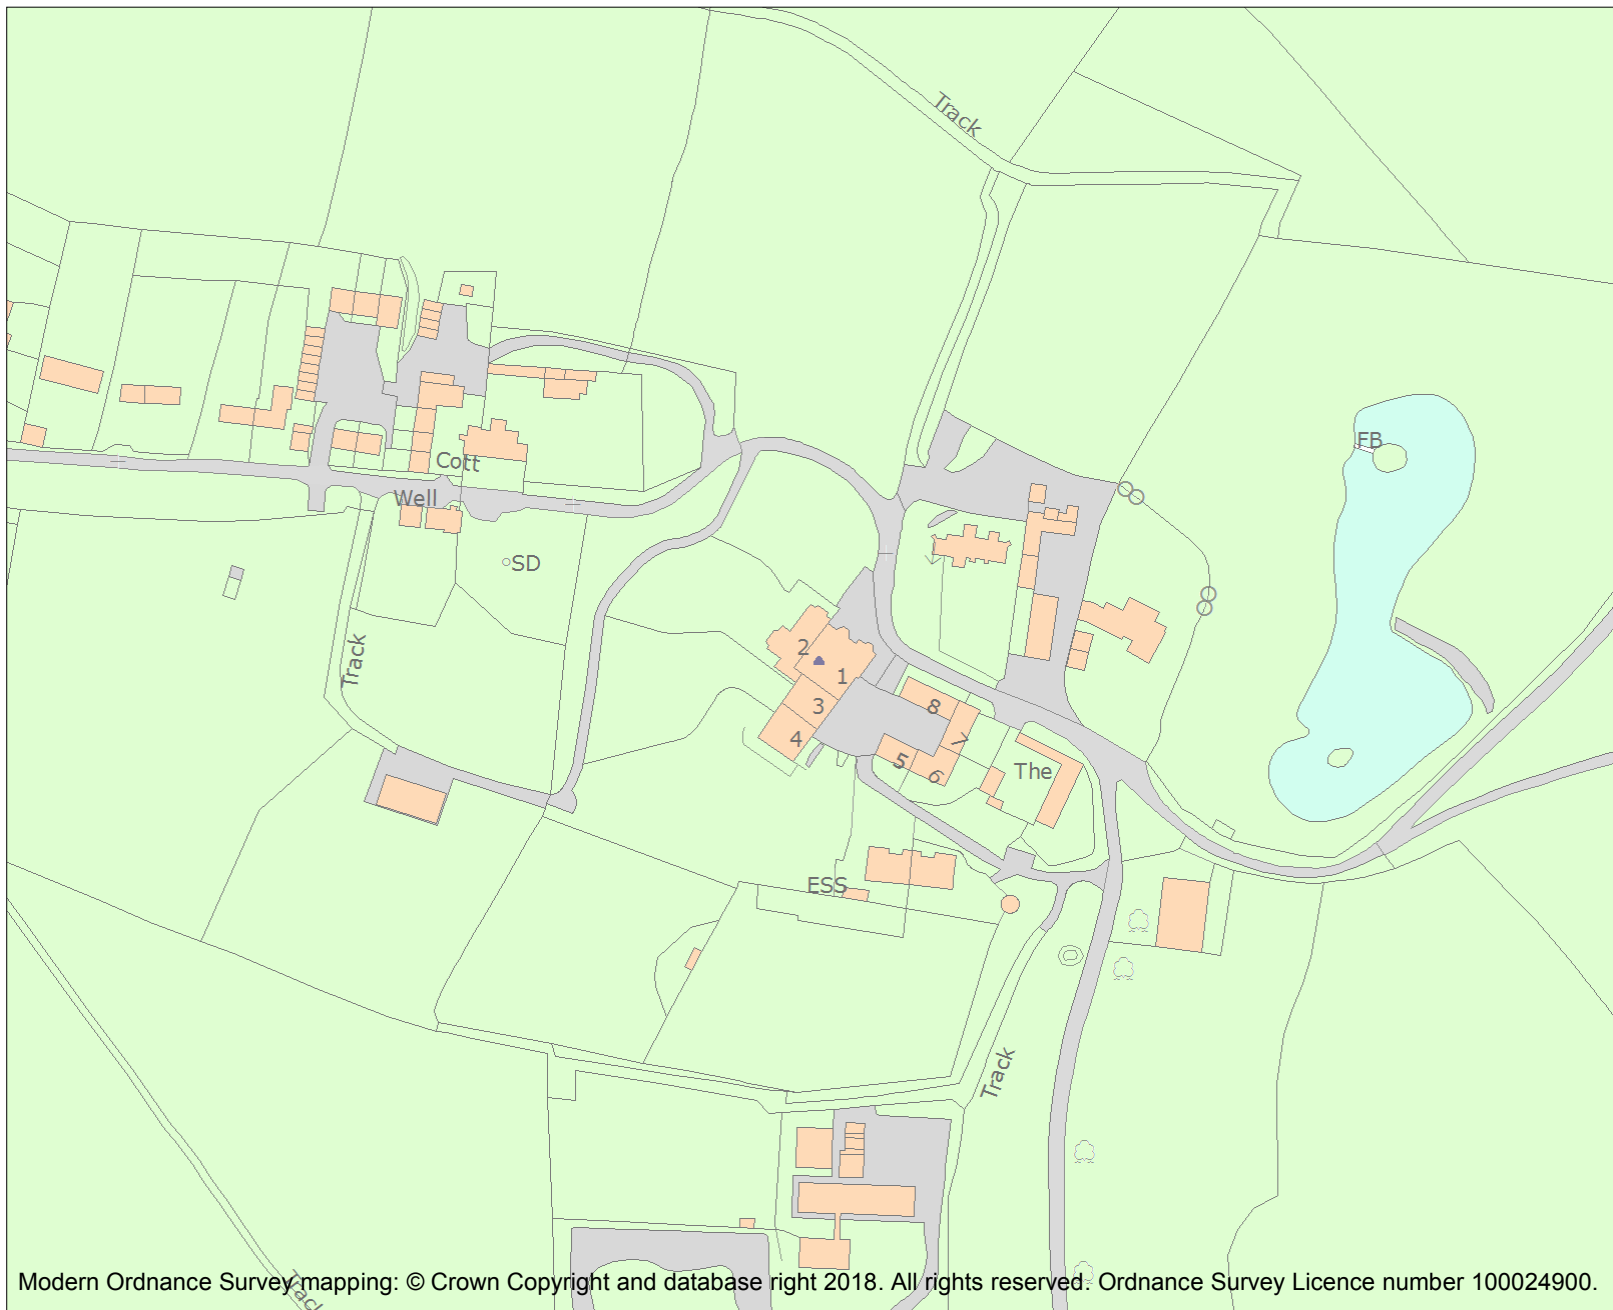 Track
FB
Cott
Well
SD
Track
2
1
3
4
8
7
5
6
The
ESS
Track
Track
Modern Ordnance Survey mapping: © Crown Copyright and database right 2018. All rights reserved. Ordnance Survey Licence number 100024900.